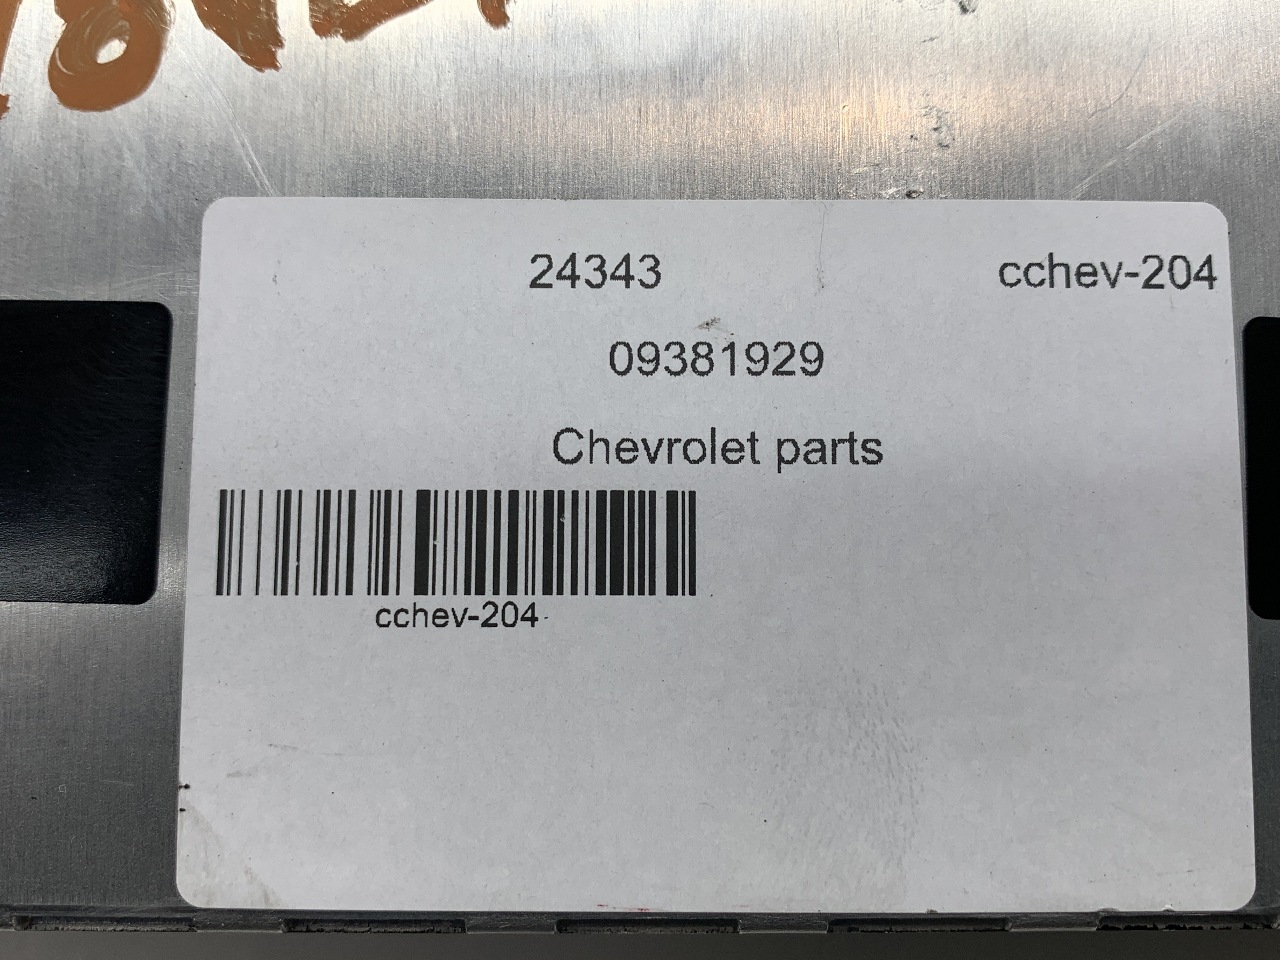 24343 cchev-204
09381929
Chevrolet parts
cchev-204